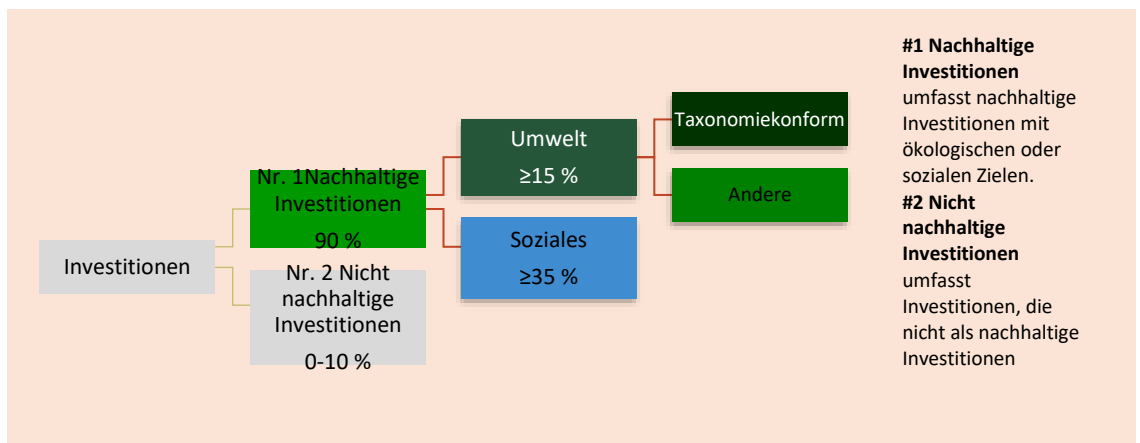 Investitionen
Nr. 1Nachhaltige
Investitionen
90 %
Nr. 2 Nicht
nachhaltige
Investitionen
0-10 %
Umwelt
≥15 %
Soziales
≥35 %
Taxonomiekonform
Andere
#1 Nachhaltige
Investitionen
umfasst nachhaltige
Investitionen mit
ökologischen oder
sozialen Zielen.
#2 Nicht
nachhaltige
Investitionen
umfasst
Investitionen, die
nicht als nachhaltige
Investitionen